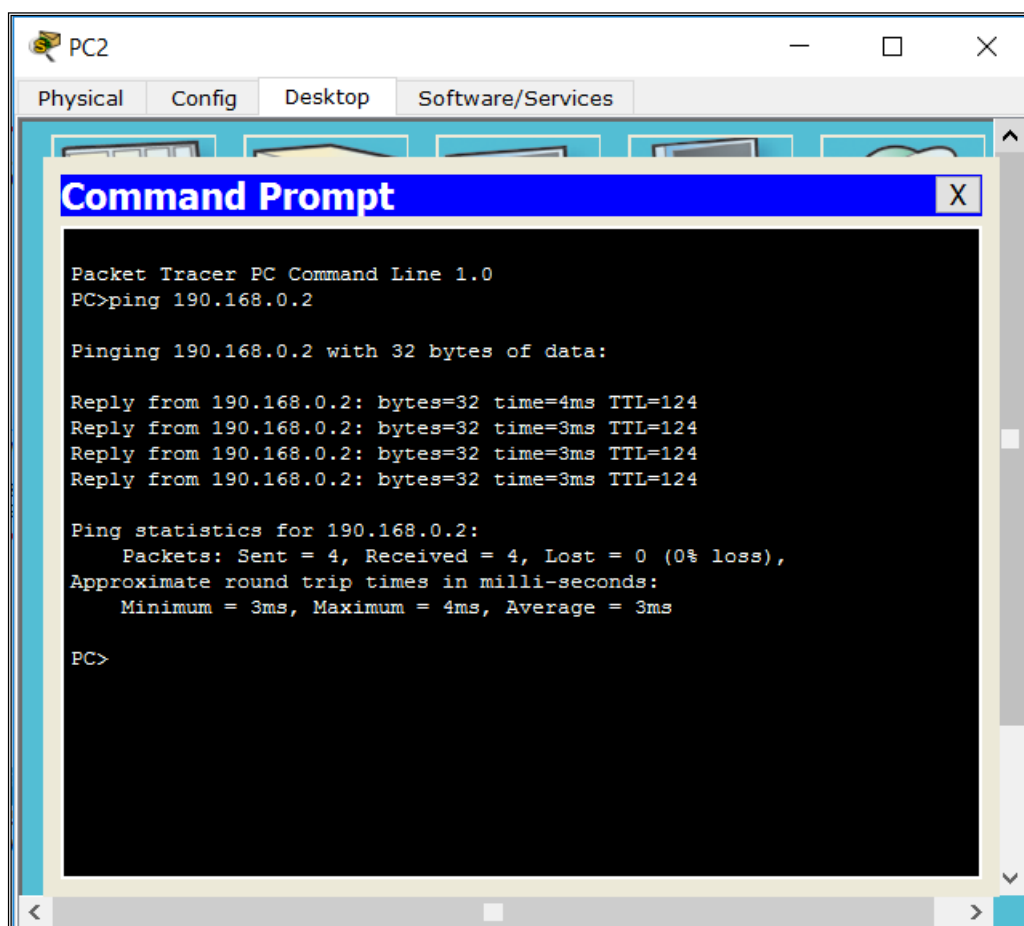 PC2
Physical Config Desktop Software/Services
Command Prompt X
Packet Tracer PC Command Line 1.0
PC>ping 190.168.0.2
Pinging 190.168.0.2 with 32 bytes of data:
Reply from 190.168.0.2: bytes=32 time=4ms TTL=124
Reply from 190.168.0.2: bytes=32 time=3ms TTL=124
Reply from 190.168.0.2: bytes=32 time=3ms TTL=124
Reply from 190.168.0.2: bytes=32 time=3ms TTL=124
Ping statistics for 190.168.0.2:
Packets: Sent = 4, Received = 4, Lost = 0 (0% loss),
Approximate round trip times in milli-seconds:
Minimum = 3ms, Maximum = 4ms, Average = 3ms
PC>